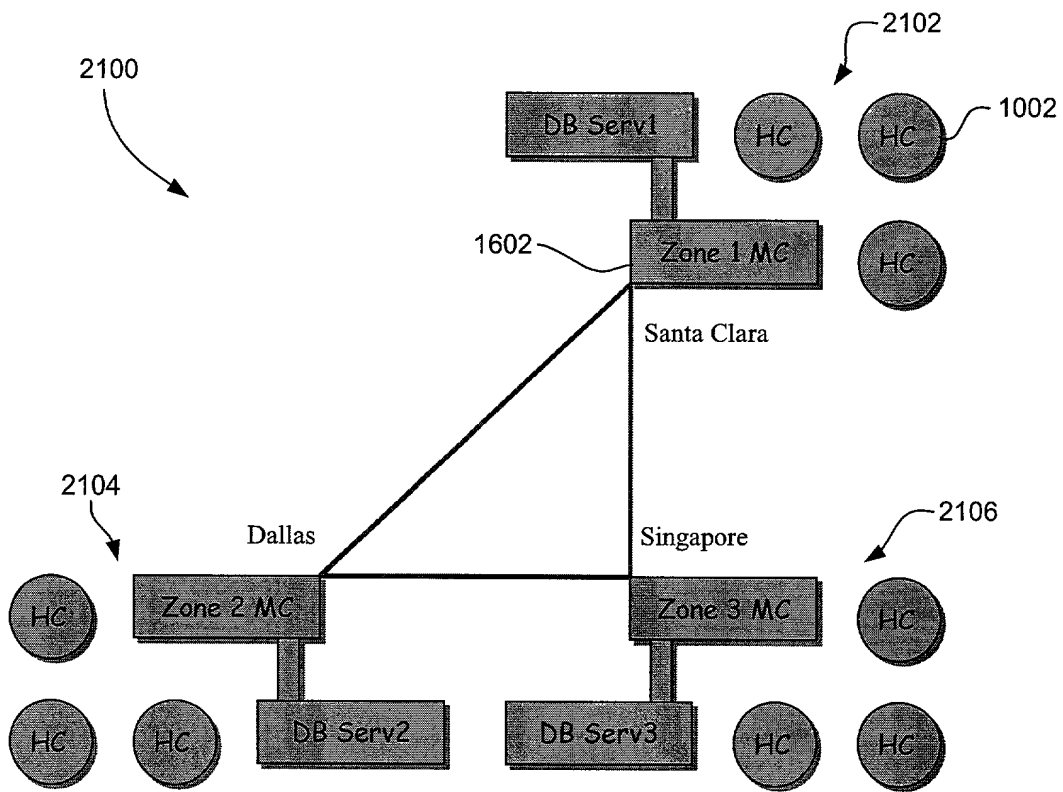 2102
2100
DB Serv1
HC
HC
1002
1602
Zone 1 MC
HC
Santa Clara
2104
Dallas
Singapore
2106
HC
Zone 2 MC
Zone 3 MC
HC
HC
HC
DB Serv2
DB Serv3
HC
HC